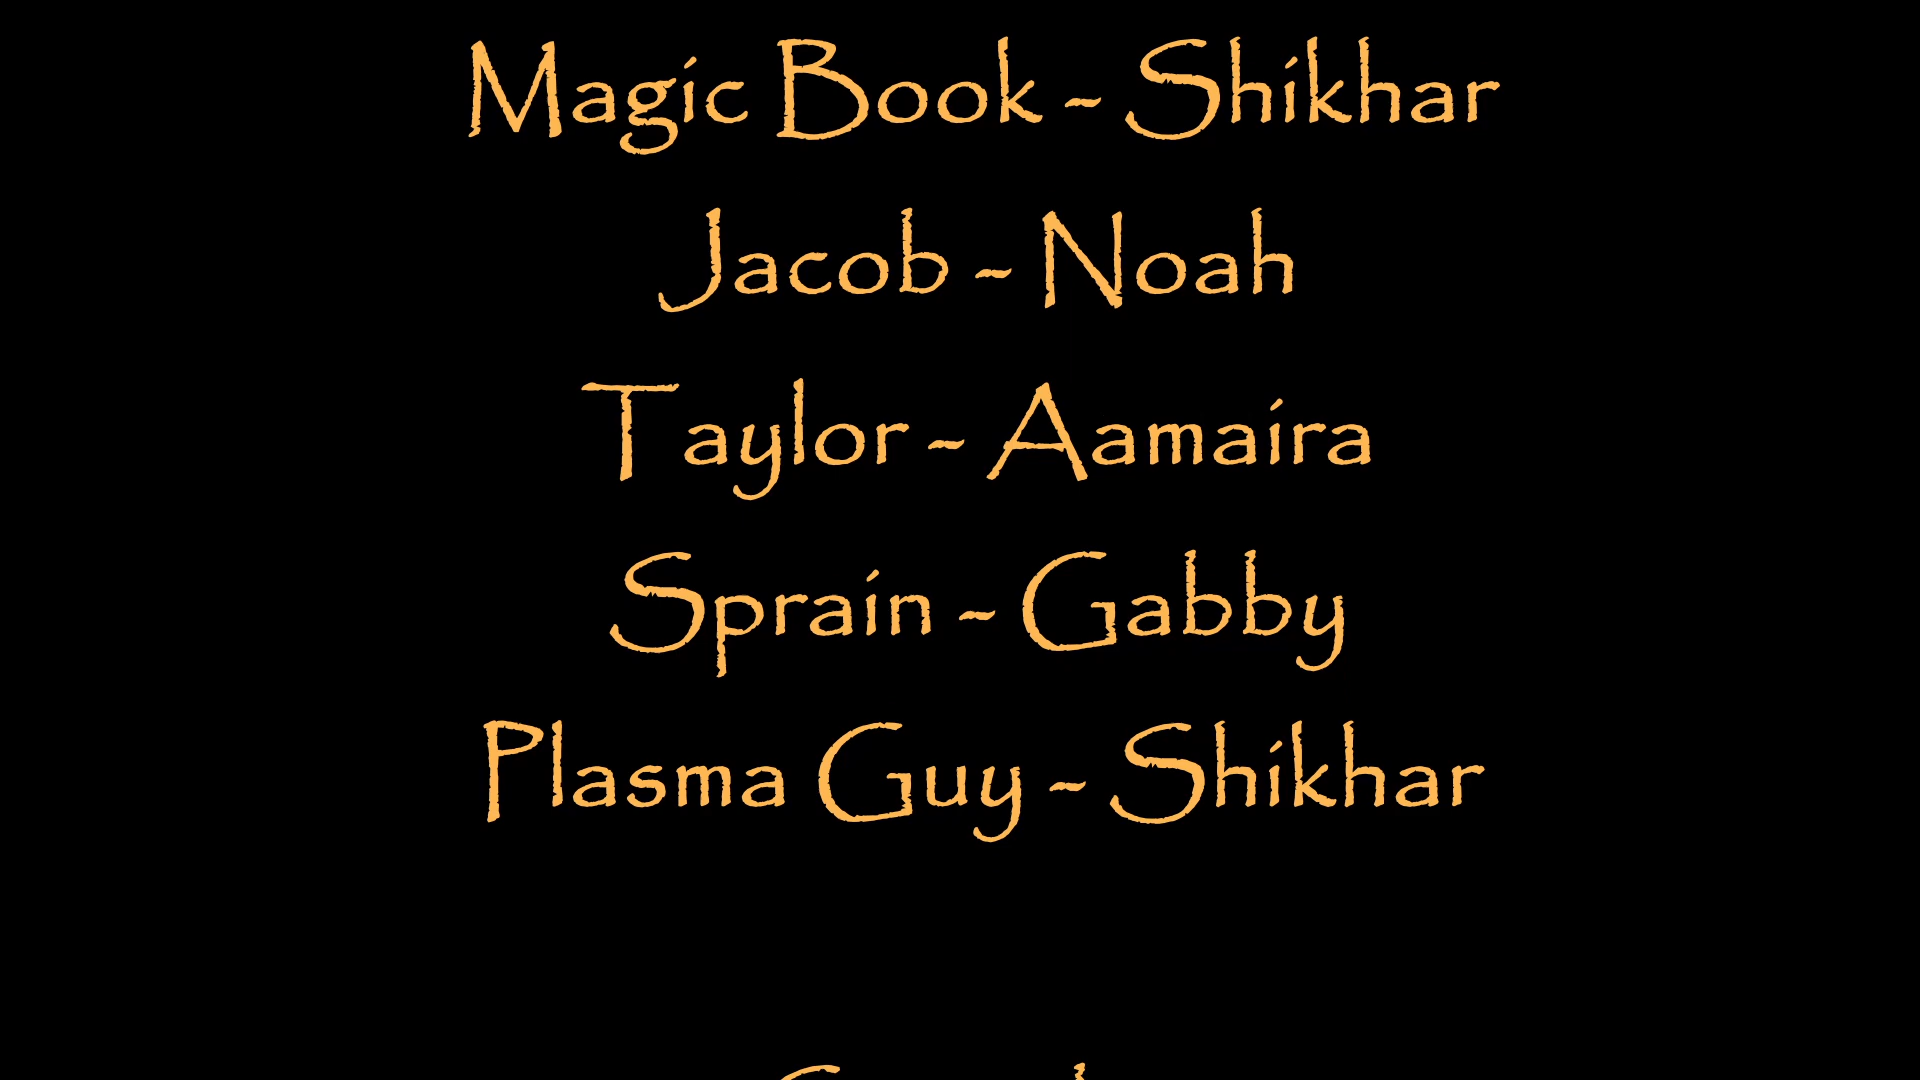 Magic Book - Shikhar
Jacob - Noah
Taylor - Aamaira
Sprain - Gabby
Plasma Guy - Shikhar